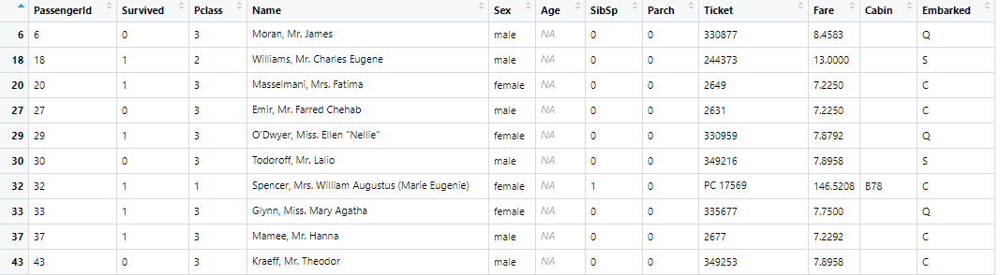 PassengerId Survived Pclass Name Sex Age SibSp Parch Ticket Fare Cabin Embarked
6 6 0 3 Moran, Mr. James male NA 0 0 330877 8.4583 Q
18 18 1 2 Williams, Mr. Charles Eugene male NA 0 0 244373 13.0000 S
20 20 1 3 Masselmani, Mrs. Fatima female NA 0 0 2649 7.2250 C
27 27 0 3 Emir, Mr. Farred Chehab male NA 0 0 2631 7.2250 C
29 29 1 3 O'Dwyer, Miss. Ellen "Nellie" female NA 0 0 330959 7.8792 Q
30 30 0 3 Todoroff, Mr. Lalio male NA 0 0 349216 7.8958 S
32 32 1 1 Spencer, Mrs. William Augustus (Marie Eugenie) female NA 1 0 PC 17569 146.5208 B78 C
33 33 1 3 Glynn, Miss. Mary Agatha female NA 0 0 335677 7.7500 Q
37 37 1 3 Mamee, Mr. Hanna male NA 0 0 2677 7.2292 C
43 43 0 3 Kraeff, Mr. Theodor male NA 0 0 349253 7.8958 C